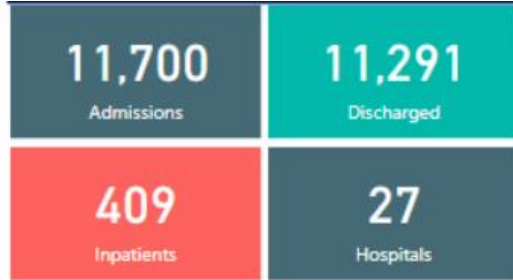 11,700
Admissions
11,291
Discharged
409
Inpatients
27
Hospitals